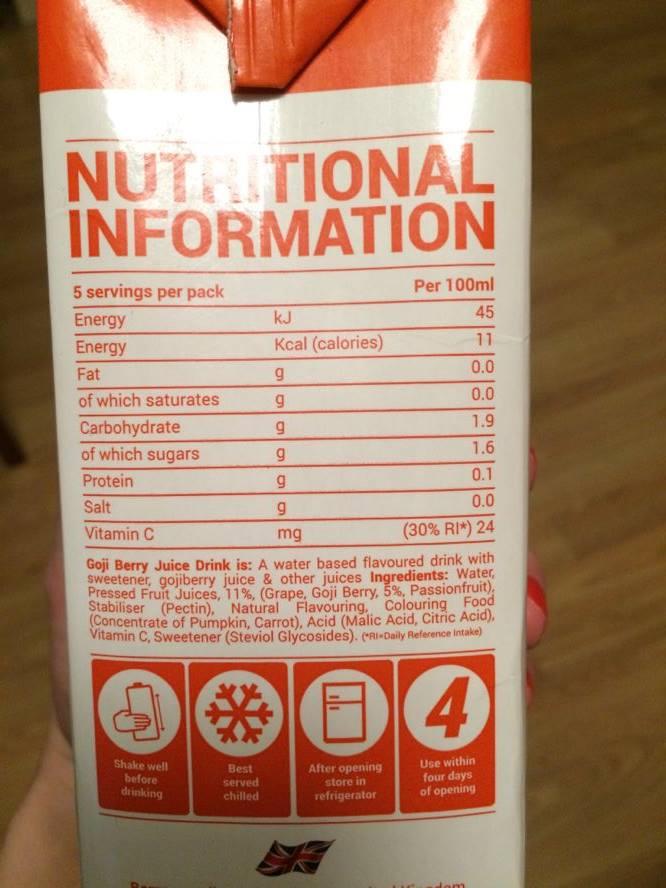 NUTRITIONAL
INFORMATION
5 servings per pack Per 100ml
Energy kJ 45
Energy Kcal (calories) 11
Fat g 0.0
of which saturates g 0.0
Carbohydrate g 1.9
of which sugars g 1.6
Protein g 0.1
Salt g 0.0
Vitamin C mg (30% RI*) 24
Goji Berry Juice Drink is: A water based flavoured drink with
sweetener, gojiberry juice & other juices Ingredients: Water,
Pressed Fruit Juices, 11%, (Grape, Goji Berry, 5%, Passionfruit),
Stabiliser (Pectin), Natural Flavouring, Colouring Food
(Concentrate of Pumpkin, Carrot), Acid (Malic Acid, Citric Acid),
Vitamin C, Sweetener (Steviol Glycosides). (*RI=Daily Reference Intake)
4
Shake well
before
drinking
Best
served
chilled
After opening
store in
refrigerator
Use within
four days
of opening